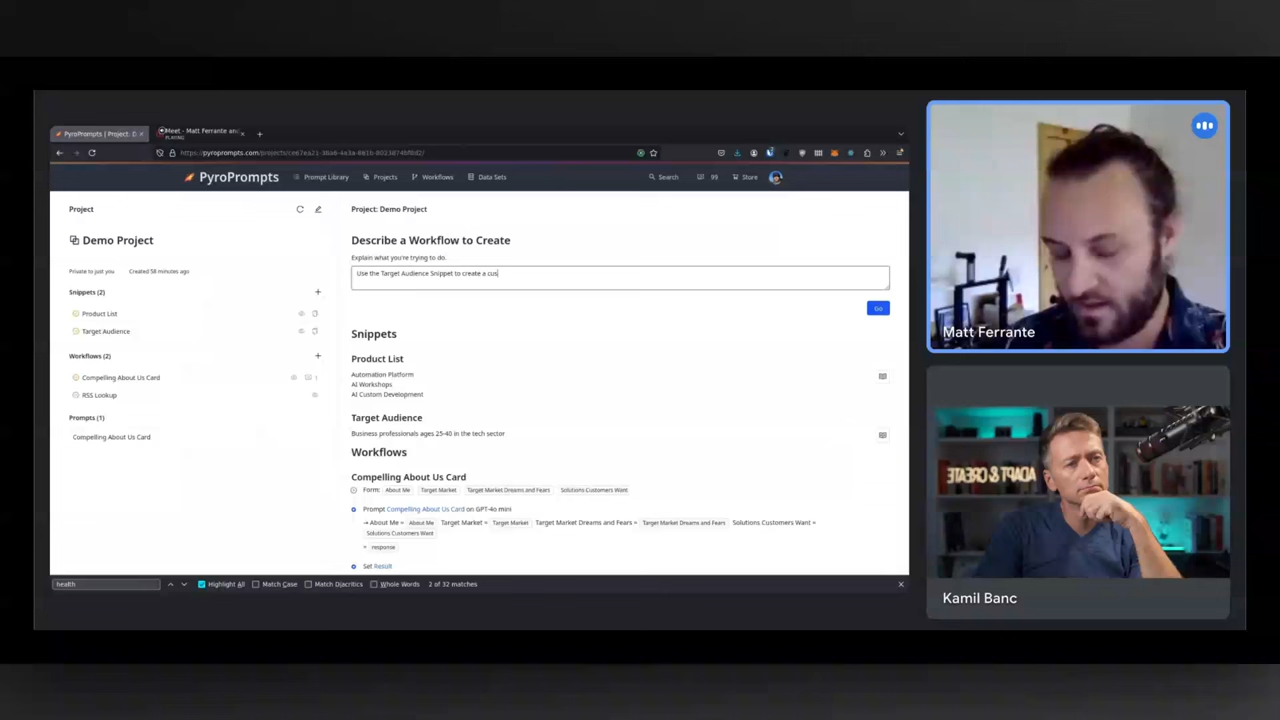 PyroPrompts | Project: D
Meet - Matt Ferrante and
PLAYING
PyroPrompts
Prompt Library
Projects
Workflows
Data Sets
Search
99
Store
Project
Demo Project
Private to just you
Created 58 minutes ago
Snippets (2)
Product List
Target Audience
Workflows (2)
Compelling About Us Card
1
RSS Lookup
Prompts (1)
Compelling About Us Card
Project: Demo Project
Describe a Workflow to Create
Explain what you're trying to do.
Use the Target Audience Snippet to create a cus
Go
Snippets
Product List
Automation Platform
AI Workshops
AI Custom Development
Target Audience
Business professionals ages 25-40 in the tech sector
Workflows
Compelling About Us Card
Form: About Me Target Market Target Market Dreams and Fears Solutions Customers Want
Prompt Compelling About Us Card on GPT-4o mini
→ About Me = About Me Target Market = Target Market Target Market Dreams and Fears = Target Market Dreams and Fears Solutions Customers Want =
Solutions Customers Want
= response
Set Result
health
Highlight All
Match Case
Match Diacritics
Whole Words
2 of 32 matches
Matt Ferrante
ADAPT & CREATE
Kamil Banc